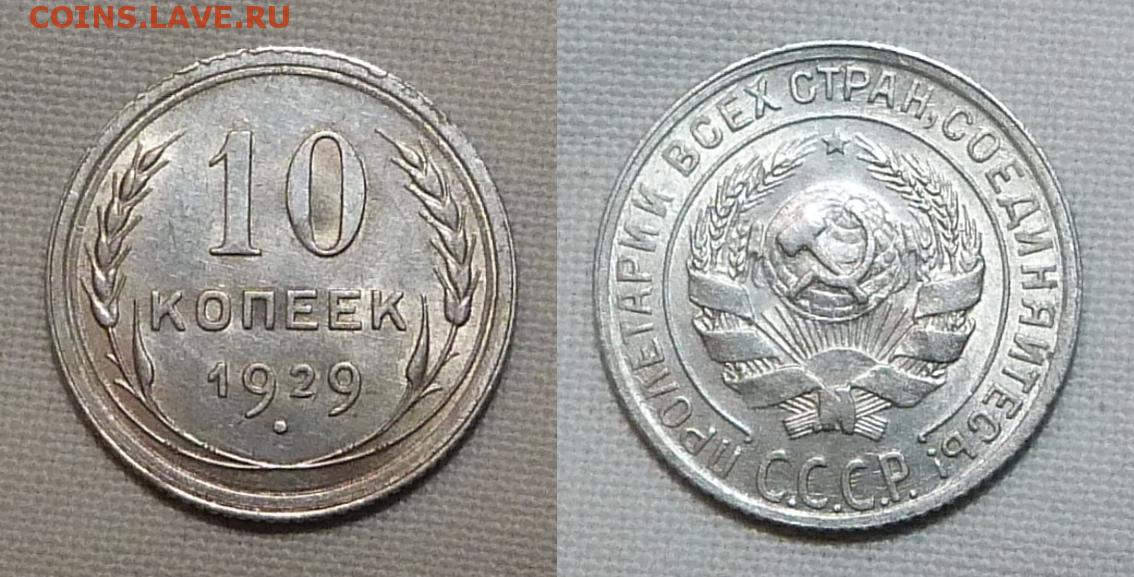 COINS.LAVE.RU
10
КОПЕЕК
1929
ПРОЛЕТАРИИ ВСЕХ СТРАН, СОЕДИНЯЙТЕСЬ!
С.С.С.Р.